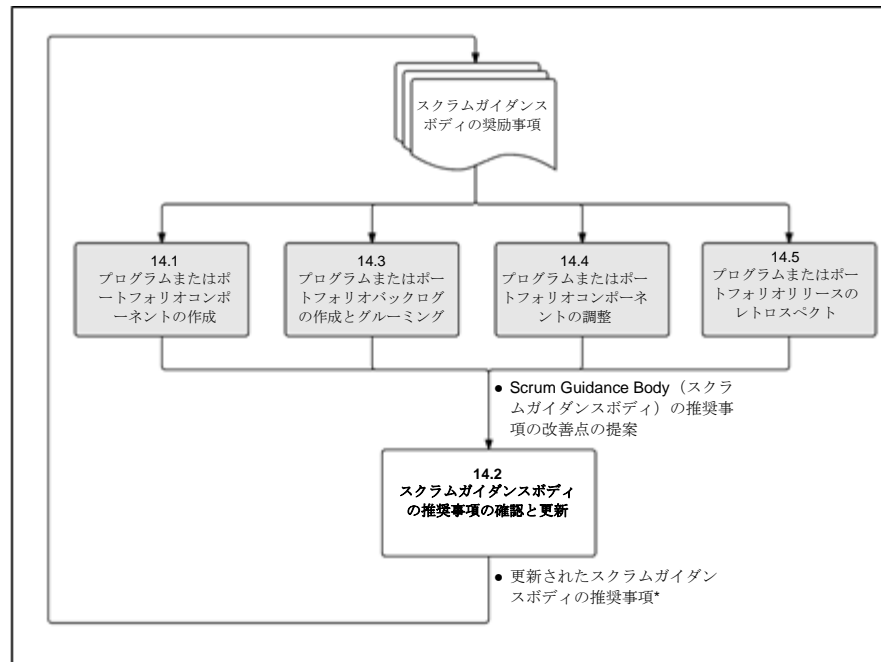 スクラムガイダンス
ボディの奨励事項
14.1
プログラムまたはポ
ートフォリオコンポ
ーネントの作成
14.3
プログラムまたはポー
トフォリオバックログ
の作成とグルーミング
14.4
プログラムまたはポー
トフォリオコンポーネ
ントの調整
14.5
プログラムまたはポー
トフォリオリリースの
レトロスペクト
● Scrum Guidance Body（スクラ
ムガイダンスボディ）の推奨事
項の改善点の提案
14.2
スクラムガイダンスボディ
の推奨事項の確認と更新
● 更新されたスクラムガイダン
スボディの推奨事項*